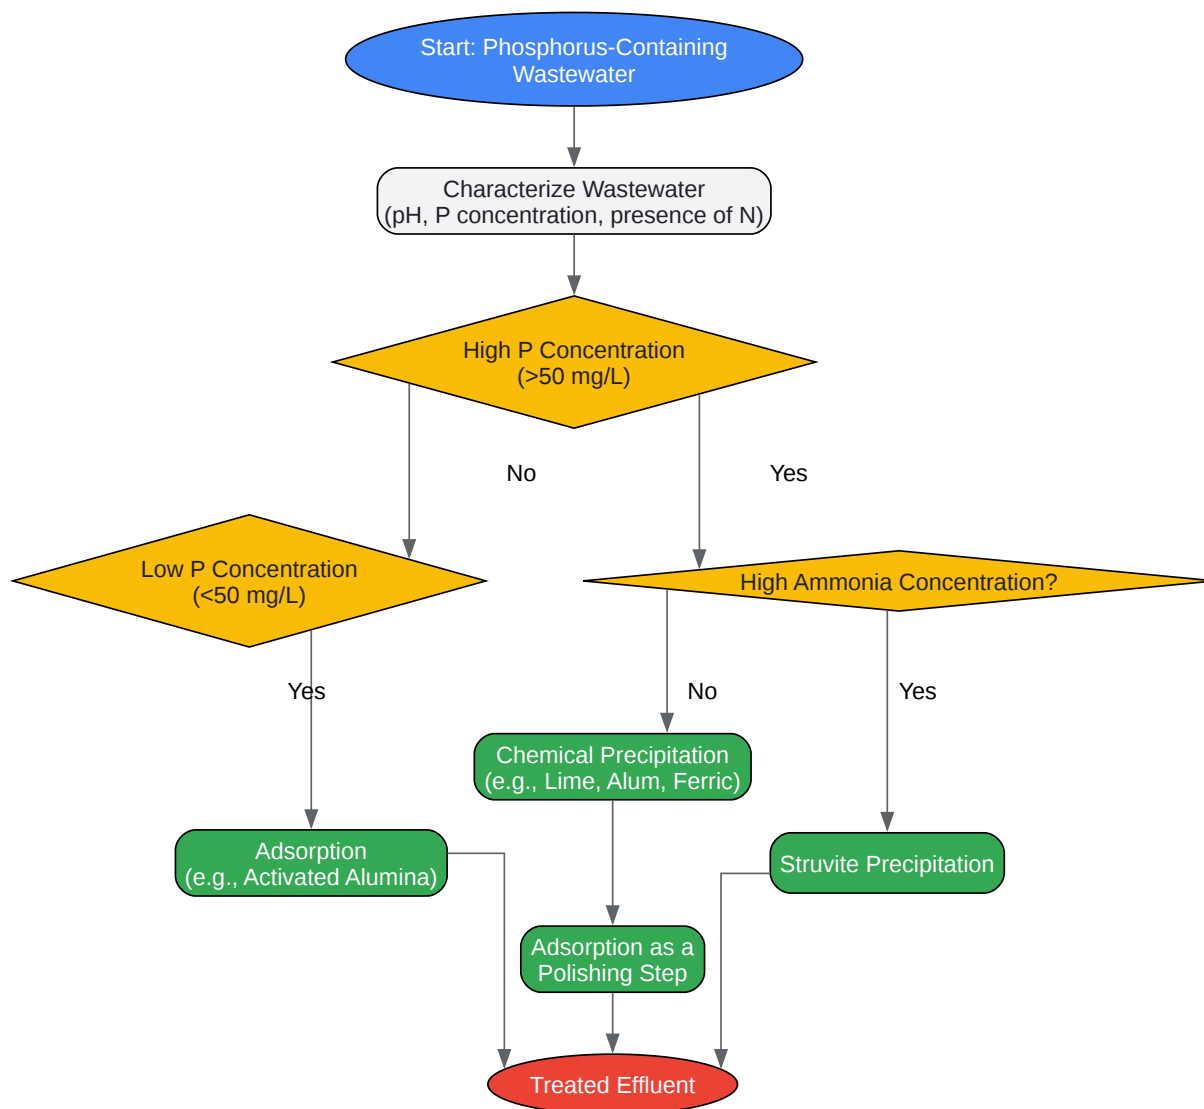 Start: Phosphorus-Containing
Wastewater
Characterize Wastewater
(pH, P concentration, presence of N)
High P Concentration
(>50 mg/L)
No
Yes
Low P Concentration
(<50 mg/L)
High Ammonia Concentration?
Yes
No
Yes
Chemical Precipitation
(e.g., Lime, Alum, Ferric)
Adsorption
(e.g., Activated Alumina)
Struvite Precipitation
Adsorption as a
Polishing Step
Treated Effluent